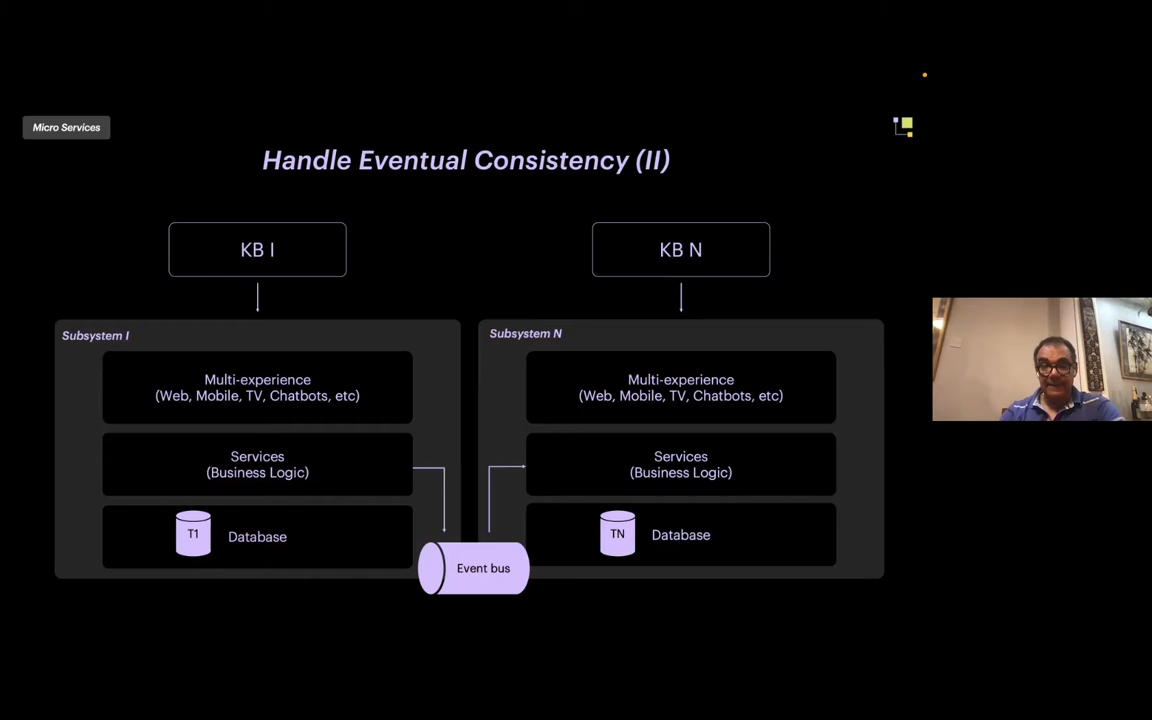 Micro Services
Handle Eventual Consistency (II)
KB I
KB N
Subsystem I
Multi-experience
(Web, Mobile, TV, Chatbots, etc)
Services
(Business Logic)
T1
Database
Subsystem N
Multi-experience
(Web, Mobile, TV, Chatbots, etc)
Services
(Business Logic)
TN
Database
Event bus